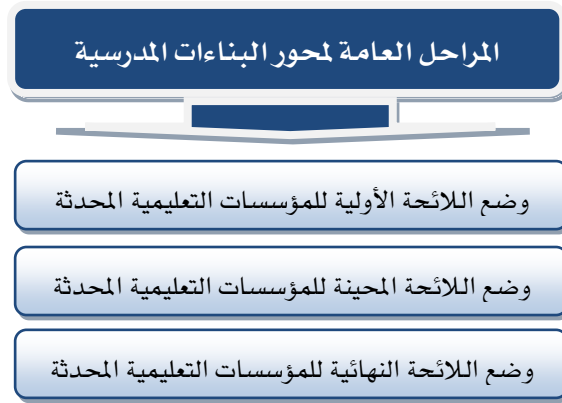 المراحل العامة لمحور البناءات المدرسية
وضع اللائحة الأولية للمؤسسات التعليمية المحدثة
وضع اللائحة المحينة للمؤسسات التعليمية المحدثة
وضع اللائحة النهائية للمؤسسات التعليمية المحدثة